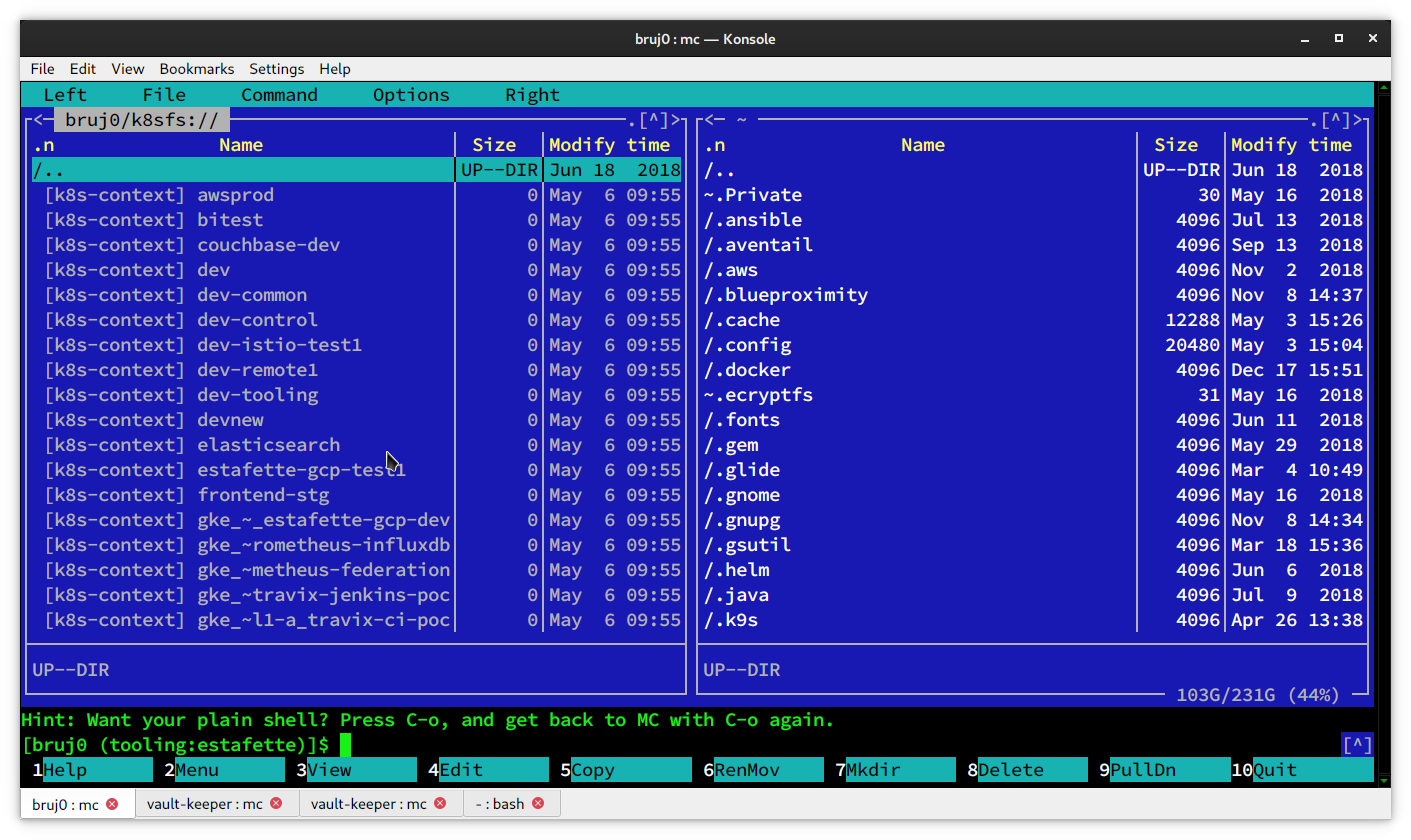 bruj0 : mc — Konsole
File Edit View Bookmarks Settings Help
Left File Command Options Right
<─ bruj0/k8sfs:// .[^]>
.n Name Size Modify time
/.. UP--DIR Jun 18 2018
[k8s-context] awsprod 0 May 6 09:55
[k8s-context] bitest 0 May 6 09:55
[k8s-context] couchbase-dev 0 May 6 09:55
[k8s-context] dev 0 May 6 09:55
[k8s-context] dev-common 0 May 6 09:55
[k8s-context] dev-control 0 May 6 09:55
[k8s-context] dev-istio-test1 0 May 6 09:55
[k8s-context] dev-remote1 0 May 6 09:55
[k8s-context] dev-tooling 0 May 6 09:55
[k8s-context] devnew 0 May 6 09:55
[k8s-context] elasticsearch 0 May 6 09:55
[k8s-context] estafette-gcp-test1 0 May 6 09:55
[k8s-context] frontend-stg 0 May 6 09:55
[k8s-context] gke_~_estafette-gcp-dev 0 May 6 09:55
[k8s-context] gke_~rometheus-influxdb 0 May 6 09:55
[k8s-context] gke_~metheus-federation 0 May 6 09:55
[k8s-context] gke_~travix-jenkins-poc 0 May 6 09:55
[k8s-context] gke_~l1-a_travix-ci-poc 0 May 6 09:55
UP--DIR
<─ ~ .[^]>
.n Name Size Modify time
/.. UP--DIR Jun 18 2018
~.Private 30 May 16 2018
/.ansible 4096 Jul 13 2018
/.aventail 4096 Sep 13 2018
/.aws 4096 Nov 2 2018
/.blueproximity 4096 Nov 8 14:37
/.cache 12288 May 3 15:26
/.config 20480 May 3 15:04
/.docker 4096 Dec 17 15:51
~.ecryptfs 31 May 16 2018
/.fonts 4096 Jun 11 2018
/.gem 4096 May 29 2018
/.glide 4096 Mar 4 10:49
/.gnome 4096 May 16 2018
/.gnupg 4096 Nov 8 14:34
/.gsutil 4096 Mar 18 15:36
/.helm 4096 Jun 6 2018
/.java 4096 Jul 9 2018
/.k9s 4096 Apr 26 13:38
UP--DIR
103G/231G (44%)
Hint: Want your plain shell? Press C-o, and get back to MC with C-o again.
[bruj0 (tooling:estafette)]$ [^]
1Help 2Menu 3View 4Edit 5Copy 6RenMov 7Mkdir 8Delete 9PullDn 10Quit
bruj0 : mc vault-keeper : mc vault-keeper : mc - : bash